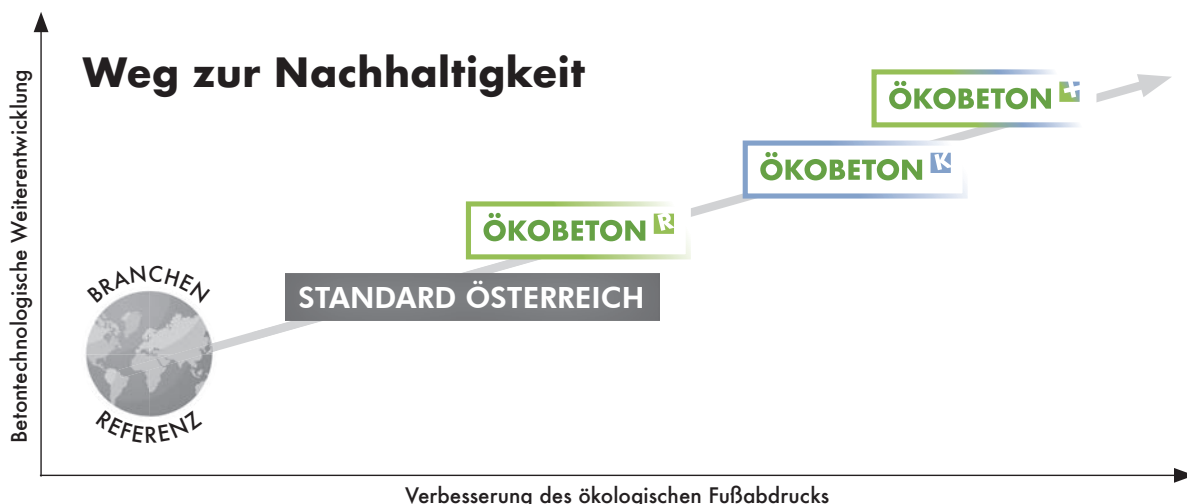 Weg zur Nachhaltigkeit
Betontechnologische Weiterentwicklung
ÖKOBETON +
ÖKOBETON K
ÖKOBETON R
STANDARD ÖSTERREICH
BRANCHEN
REFERENZ
Verbesserung des ökologischen Fußabdrucks